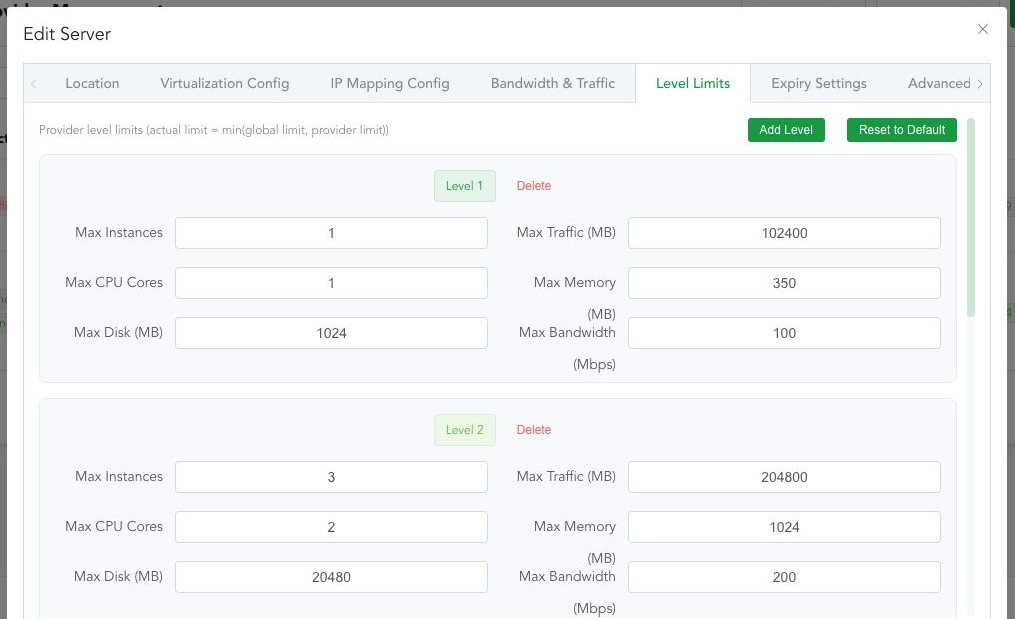 Edit Server
Location Virtualization Config IP Mapping Config Bandwidth & Traffic Level Limits Expiry Settings Advanced
Provider level limits (actual limit = min(global limit, provider limit)) Add Level Reset to Default
Level 1 Delete
Max Instances 1 Max Traffic (MB) 102400
Max CPU Cores 1 Max Memory (MB) 350
Max Disk (MB) 1024 Max Bandwidth (Mbps) 100
Level 2 Delete
Max Instances 3 Max Traffic (MB) 204800
Max CPU Cores 2 Max Memory (MB) 1024
Max Disk (MB) 20480 Max Bandwidth (Mbps) 200